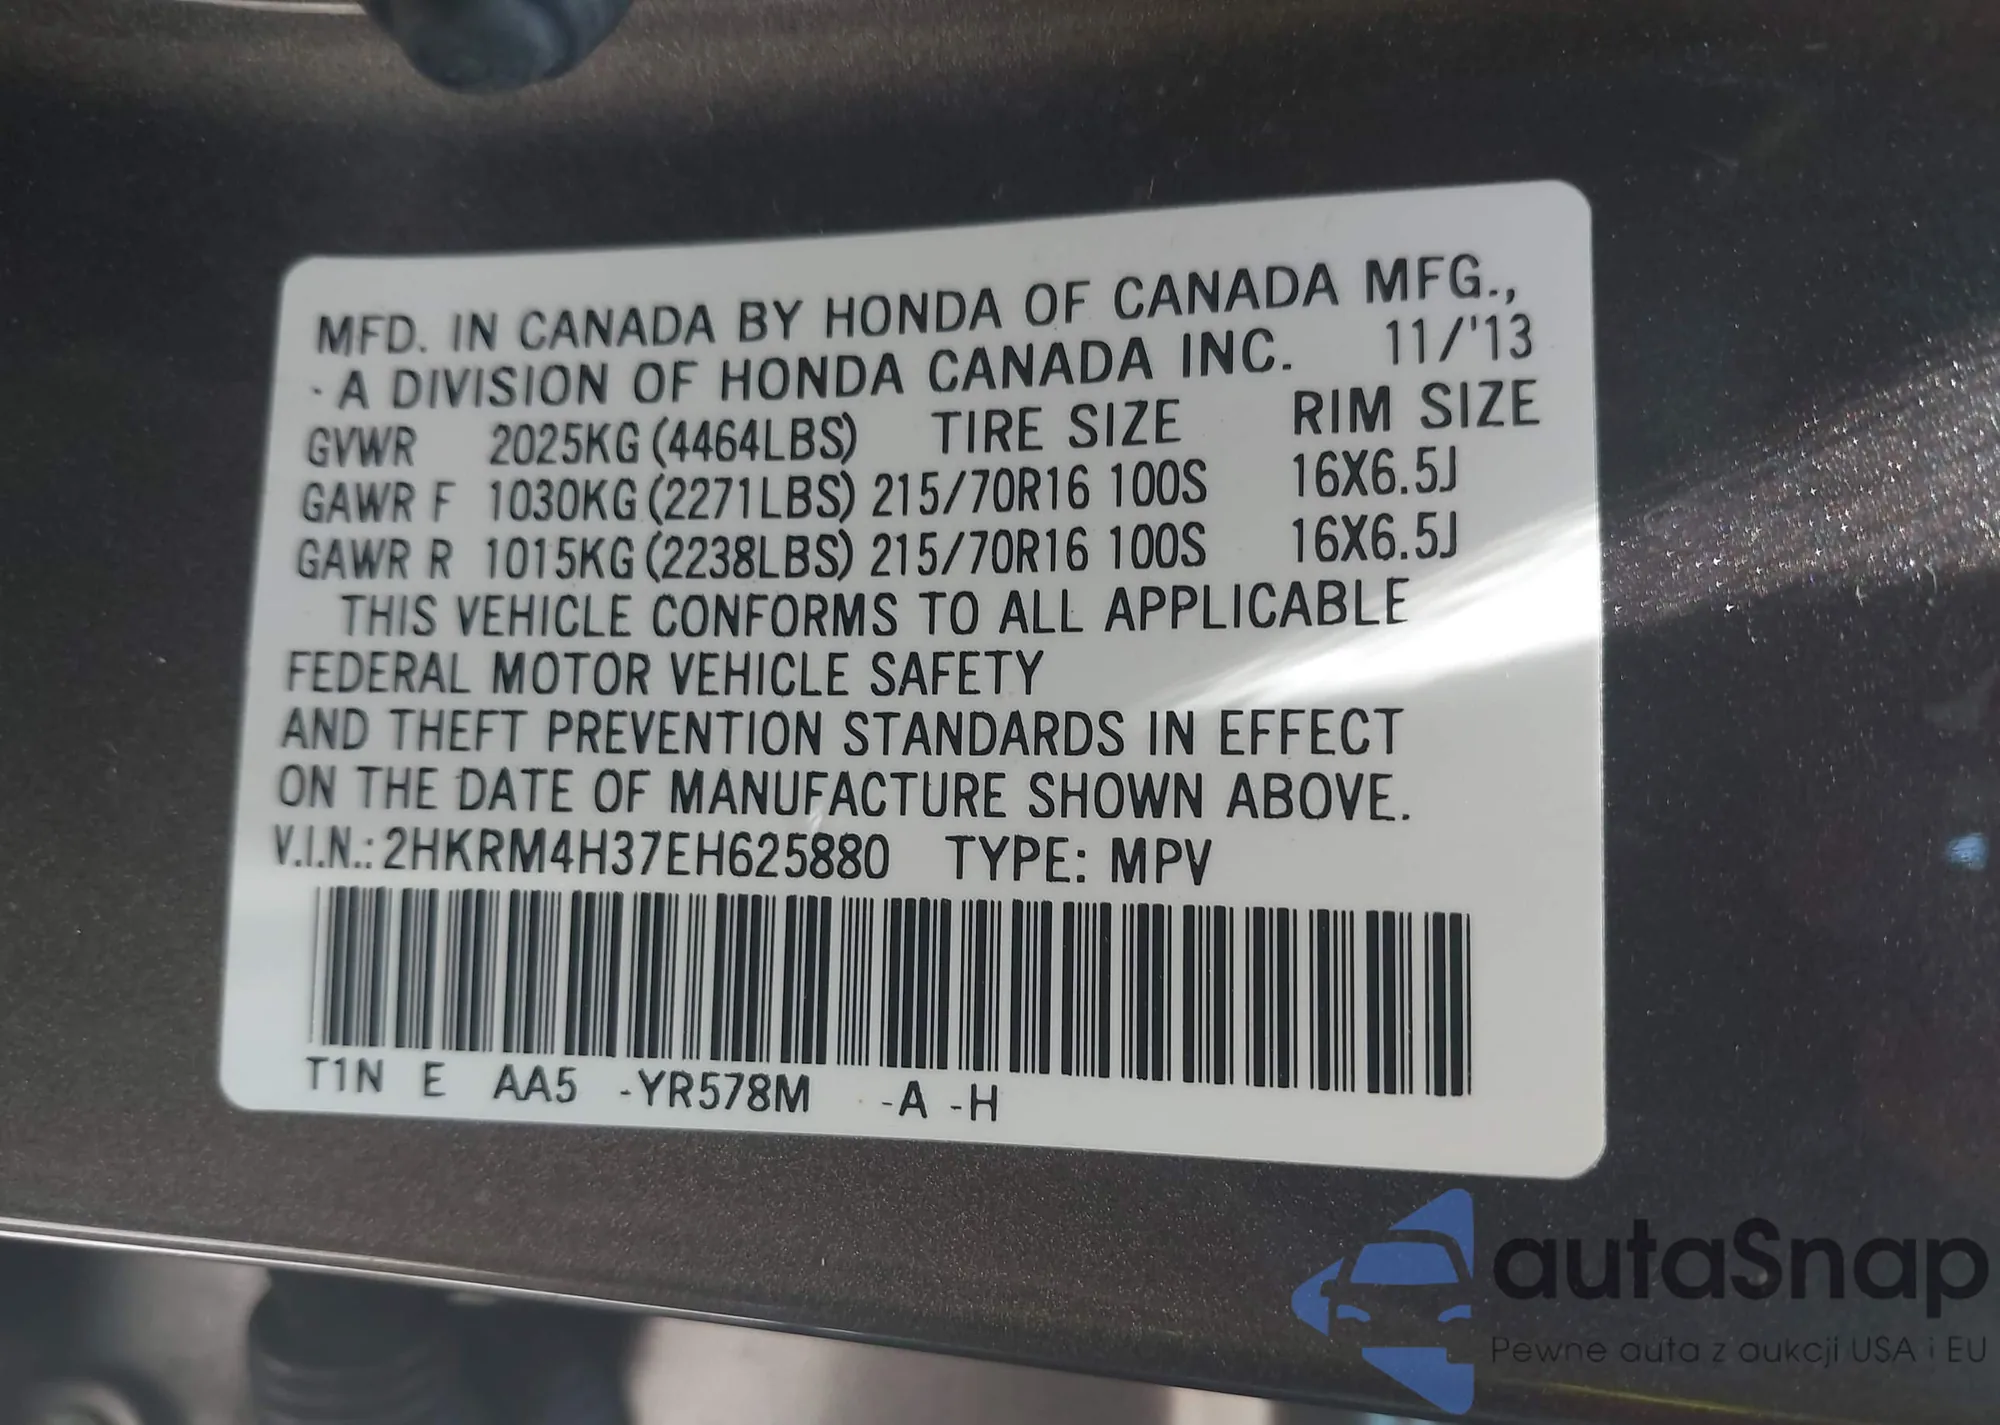 MFD. IN CANADA BY HONDA OF CANADA MFG.,
A DIVISION OF HONDA CANADA INC. 11/'13
GVWR 2025KG (4464LBS) TIRE SIZE RIM SIZE
GAWR F 1030KG (2271LBS) 215/70R16 100S 16X6.5J
GAWR R 1015KG (2238LBS) 215/70R16 100S 16X6.5J
THIS VEHICLE CONFORMS TO ALL APPLICABLE
FEDERAL MOTOR VEHICLE SAFETY
AND THEFT PREVENTION STANDARDS IN EFFECT
ON THE DATE OF MANUFACTURE SHOWN ABOVE.
V.I.N.: 2HKRM4H37EH625880 TYPE: MPV
T1N E AA5 -YR578M -A -H
autaSnap
Pewne auta z aukcji USA i EU